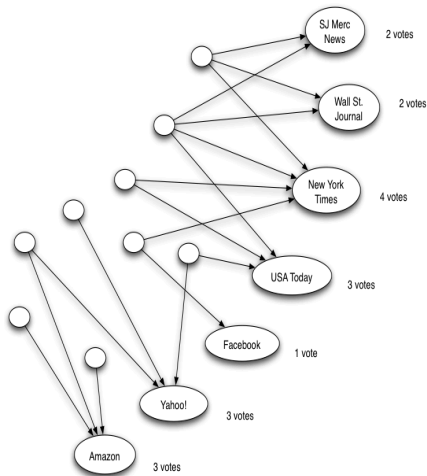 SJ Merc
News
2 votes
Wall St.
Journal
2 votes
New York
Times
4 votes
USA Today
3 votes
Facebook
1 vote
Yahoo!
3 votes
Amazon
3 votes